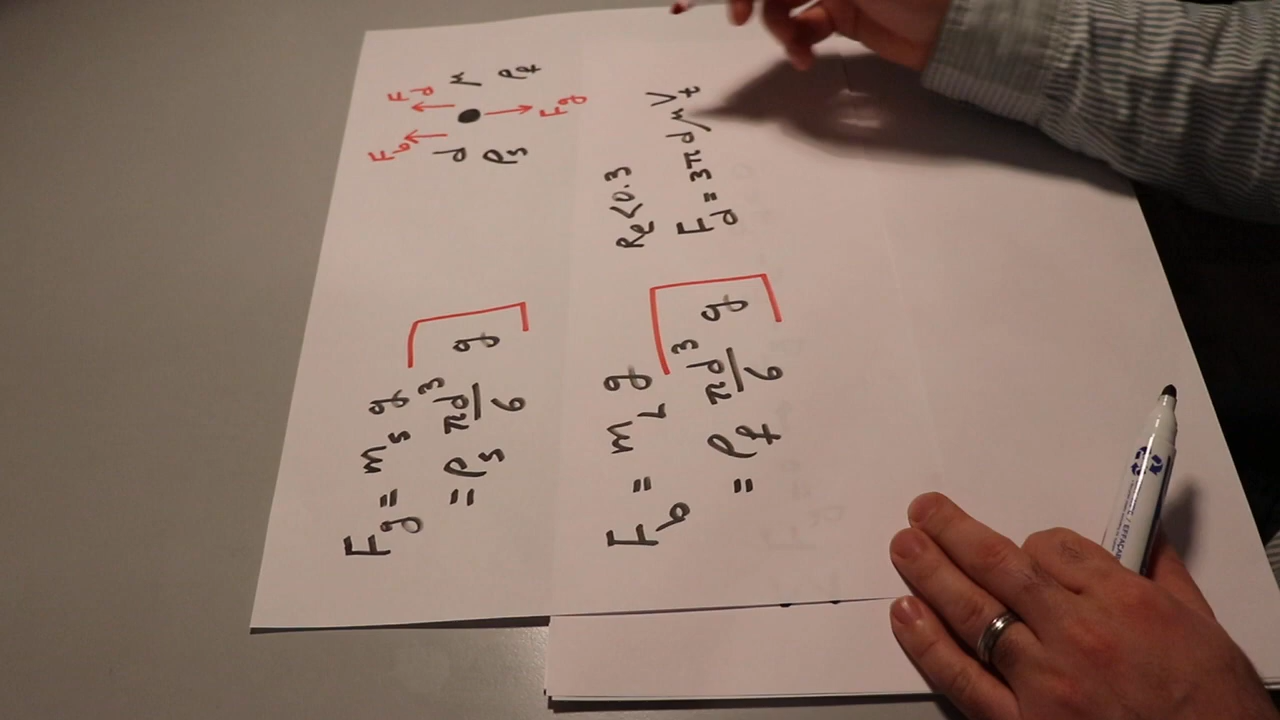 F_g = m_s g
= ρ_s πd³/6 g
F_d μ ρ_f
F_b d ρ_s F_g
F_b = m_L g
= ρ_f πd³/6 g
Re<0.3
F_d = 3πdμV_t